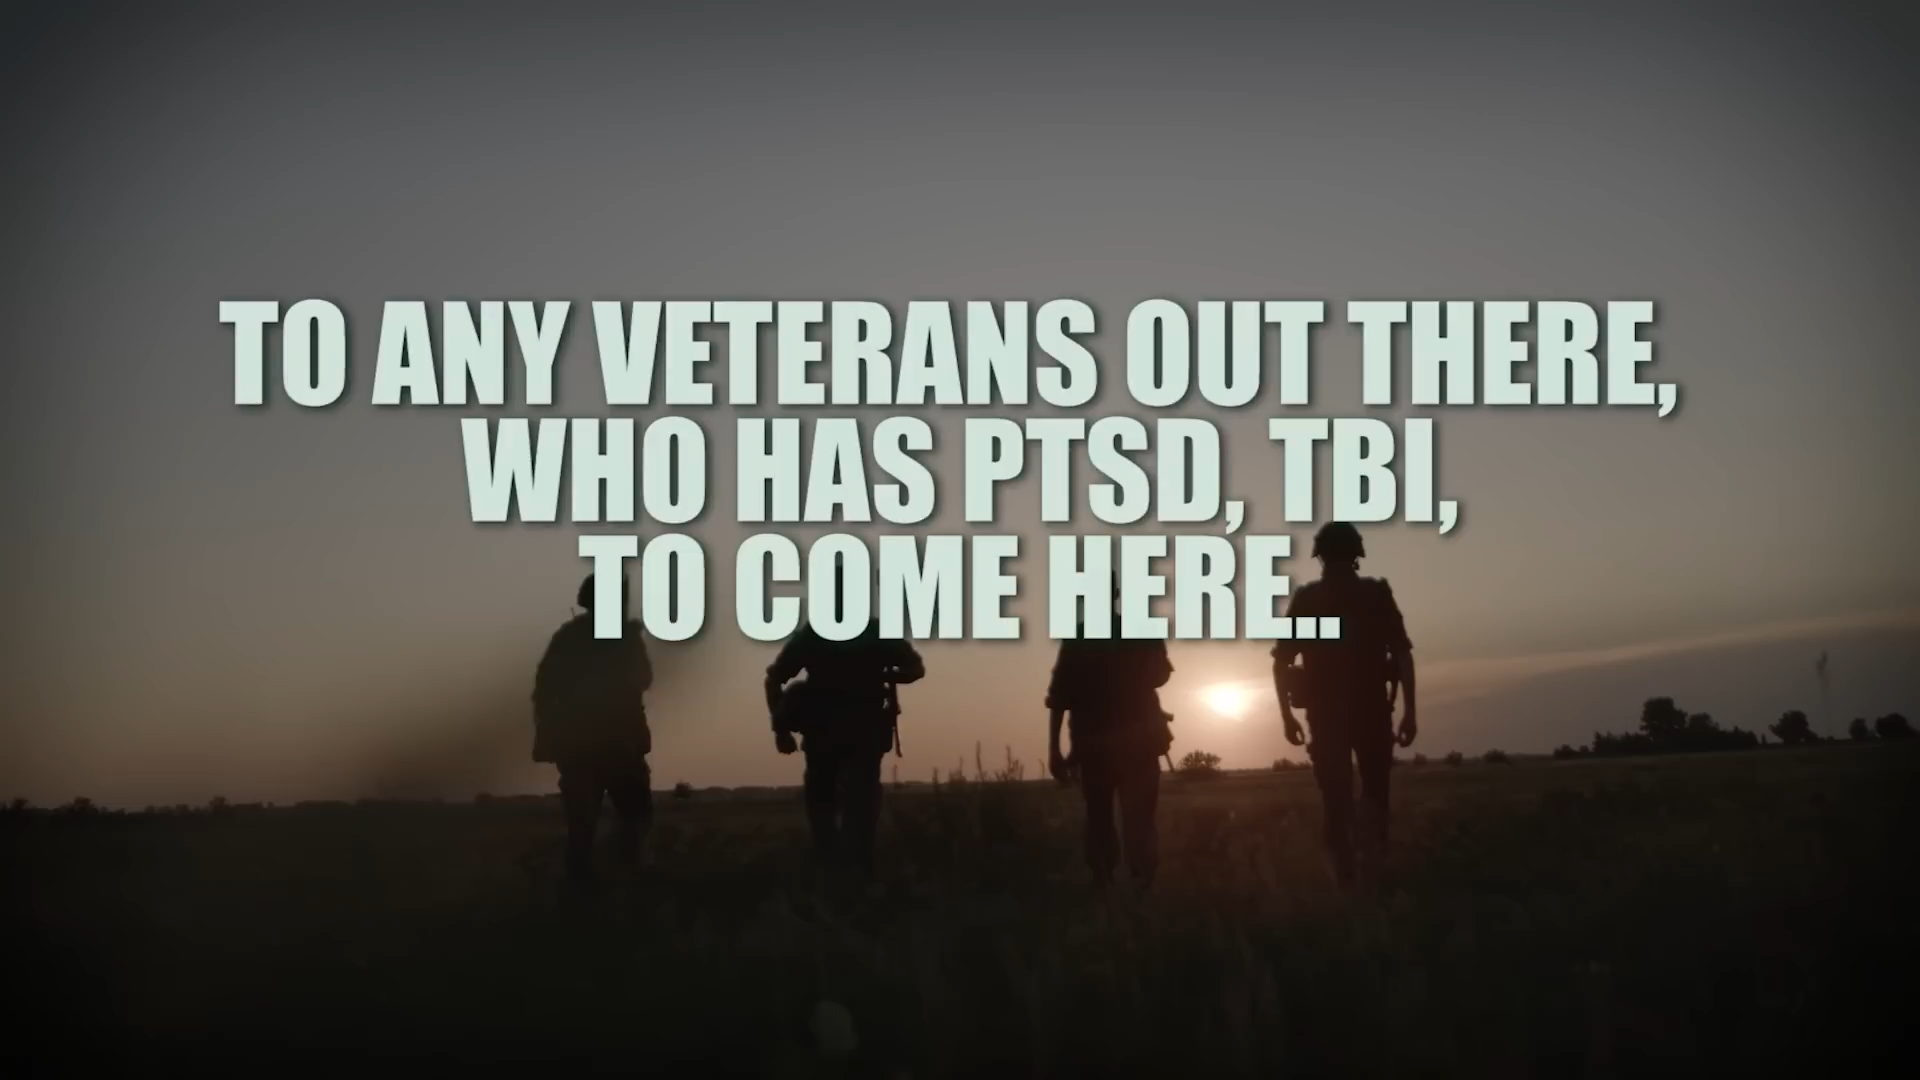 TO ANY VETERANS OUT THERE,
WHO HAS PTSD, TBI,
TO COME HERE..